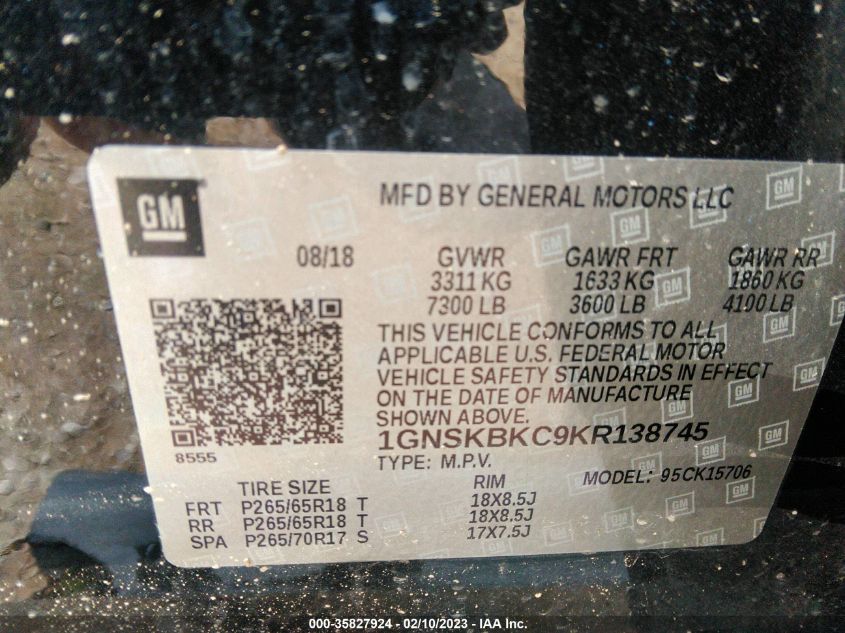 GM
MFD BY GENERAL MOTORS LLC
08/18 GVWR GAWR FRT GAWR RR
3311 KG 1633 KG 1860 KG
7300 LB 3600 LB 4100 LB
THIS VEHICLE CONFORMS TO ALL
APPLICABLE U.S. FEDERAL MOTOR
VEHICLE SAFETY STANDARDS IN EFFECT
ON THE DATE OF MANUFACTURE
SHOWN ABOVE.
1GNSKBKC9KR138745
8555
TYPE: M.P.V. MODEL: 95CK15706
TIRE SIZE RIM
FRT P265/65R18 T 18X8.5J
RR P265/65R18 T 18X8.5J
SPA P265/70R17 S 17X7.5J
000-35827924 - 02/10/2023 - IAA Inc.